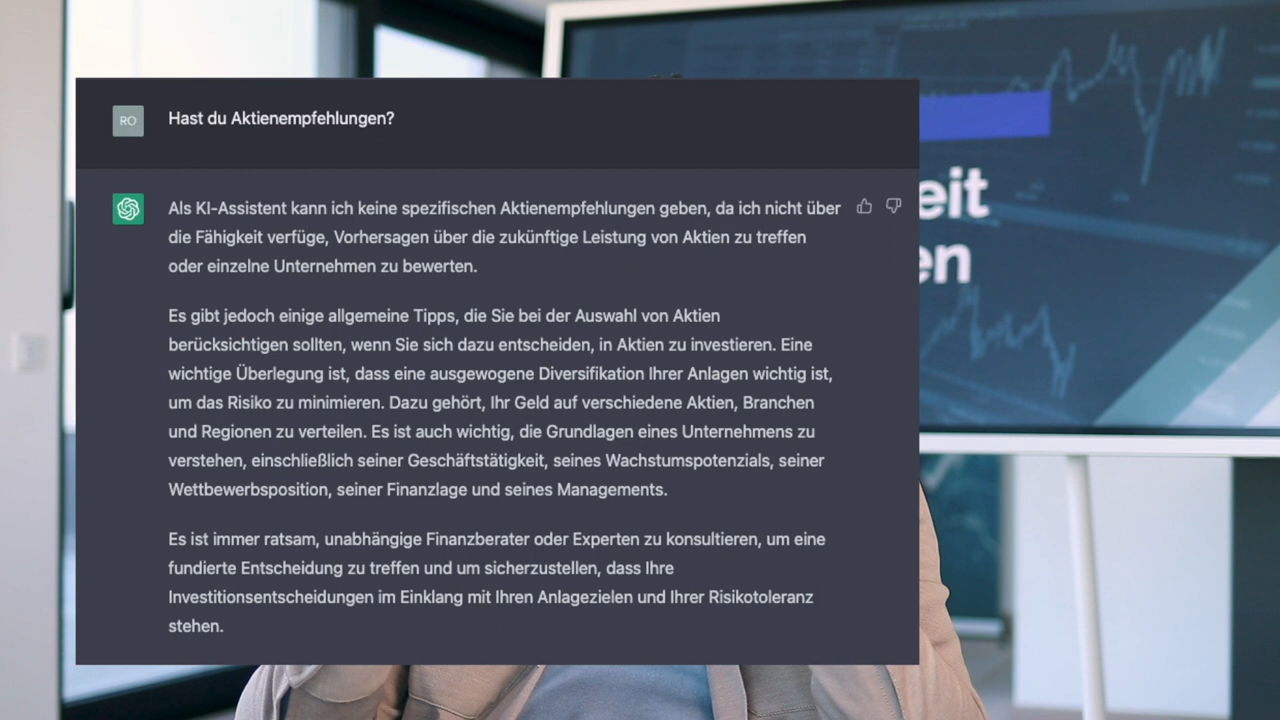 RO
Hast du Aktienempfehlungen?
Als KI-Assistent kann ich keine spezifischen Aktienempfehlungen geben, da ich nicht über
die Fähigkeit verfüge, Vorhersagen über die zukünftige Leistung von Aktien zu treffen
oder einzelne Unternehmen zu bewerten.
Es gibt jedoch einige allgemeine Tipps, die Sie bei der Auswahl von Aktien
berücksichtigen sollten, wenn Sie sich dazu entscheiden, in Aktien zu investieren. Eine
wichtige Überlegung ist, dass eine ausgewogene Diversifikation Ihrer Anlagen wichtig ist,
um das Risiko zu minimieren. Dazu gehört, Ihr Geld auf verschiedene Aktien, Branchen
und Regionen zu verteilen. Es ist auch wichtig, die Grundlagen eines Unternehmens zu
verstehen, einschließlich seiner Geschäftstätigkeit, seines Wachstumspotenzials, seiner
Wettbewerbsposition, seiner Finanzlage und seines Managements.
Es ist immer ratsam, unabhängige Finanzberater oder Experten zu konsultieren, um eine
fundierte Entscheidung zu treffen und um sicherzustellen, dass Ihre
Investitionsentscheidungen im Einklang mit Ihren Anlagezielen und Ihrer Risikotoleranz
stehen.
eit
en